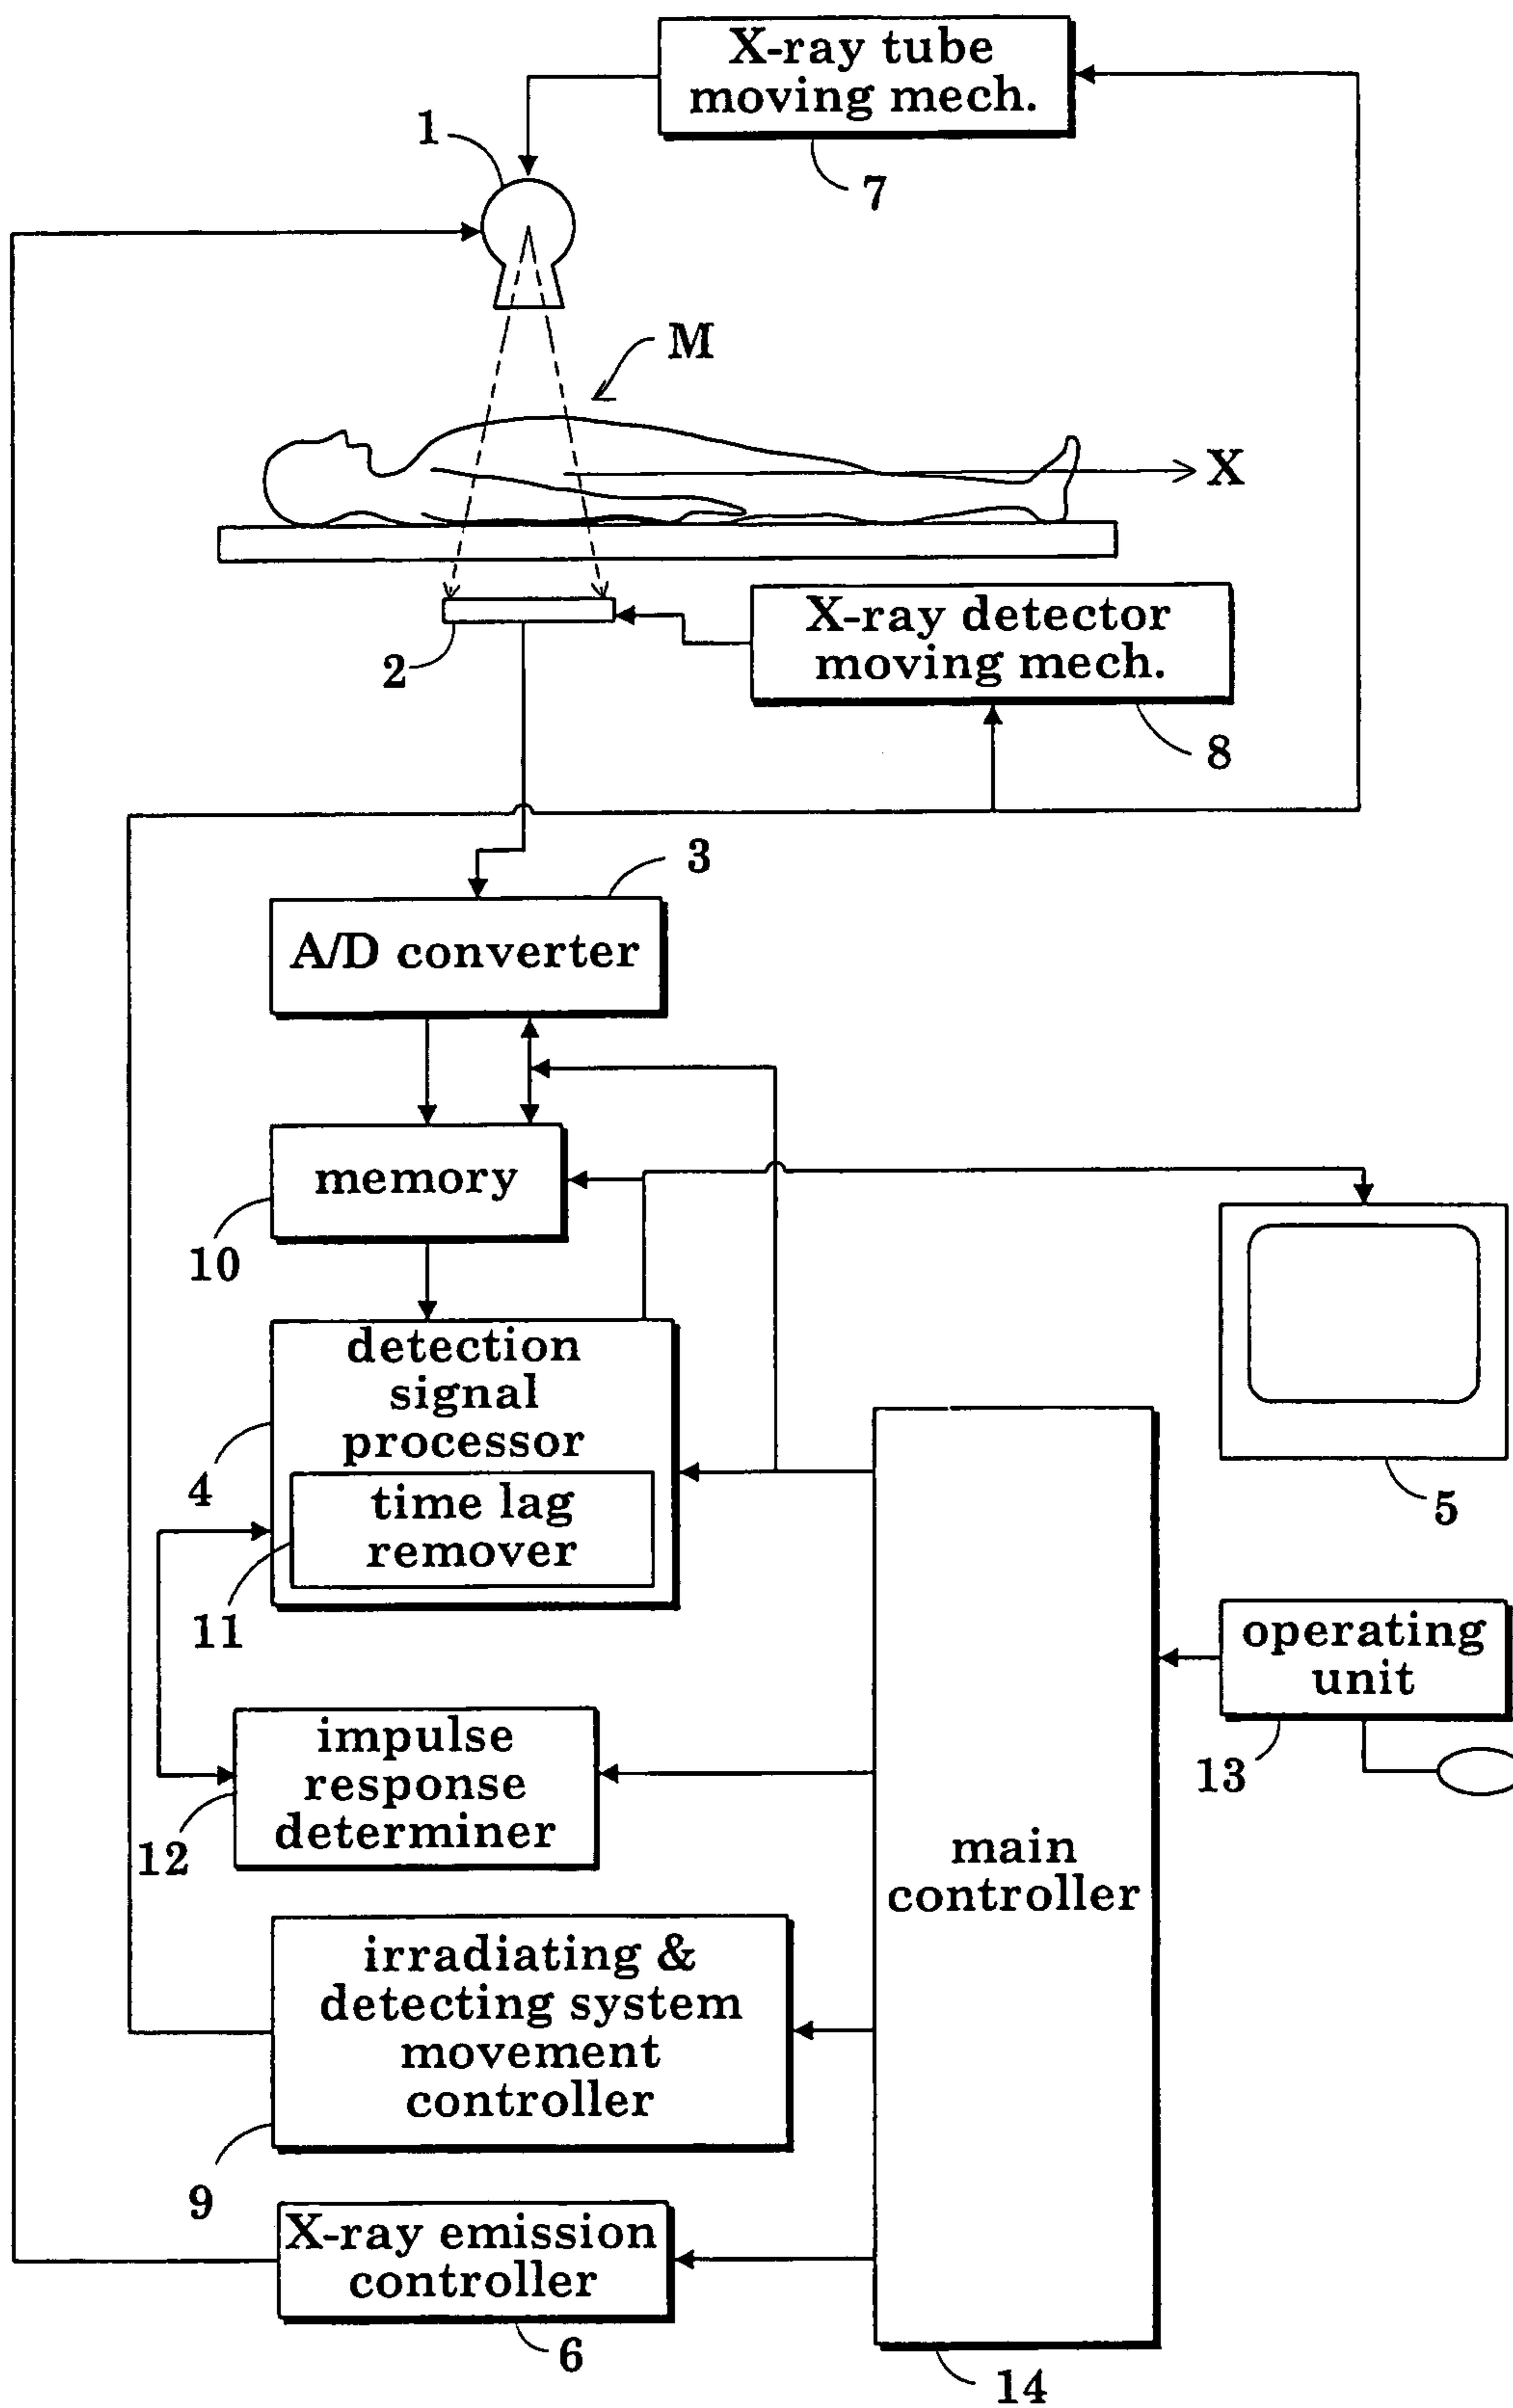 X-ray tube
moving mech.
1
7
M
X
X-ray detector
moving mech.
2
8
3
A/D converter
memory
10
detection
signal
processor
4
time lag
remover
5
11
operating
unit
impulse
response
determiner
13
12
main
controller
irradiating &
detecting system
movement
controller
9
X-ray emission
controller
6
14